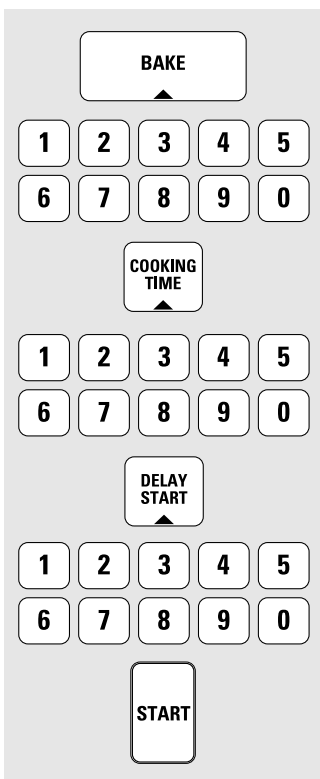 BAKE
1 2 3 4 5
6 7 8 9 0
COOKING
TIME
1 2 3 4 5
6 7 8 9 0
DELAY
START
1 2 3 4 5
6 7 8 9 0
START